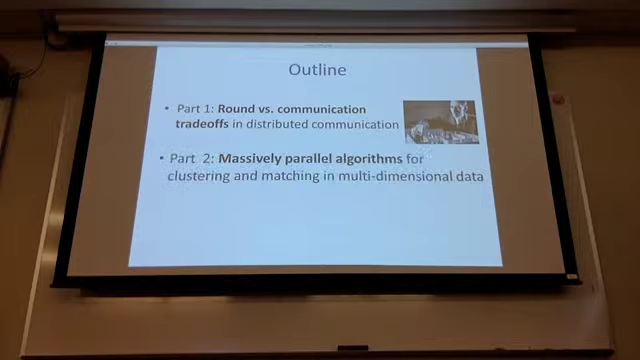 Outline
• Part 1: Round vs. communication
tradeoffs in distributed communication
• Part 2: Massively parallel algorithms for
clustering and matching in multi-dimensional data